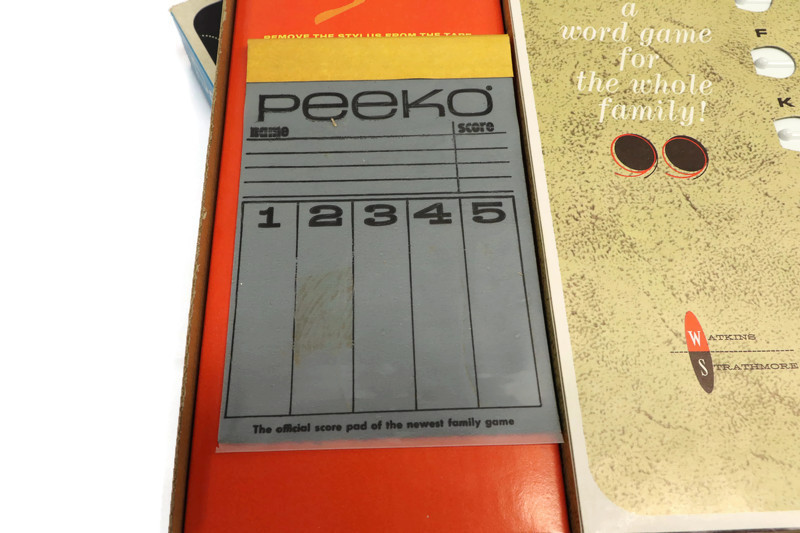 REMOVE THE STYLUS FROM THE TAPE
PEEKO
name score
1 2 3 4 5
The official score pad of the newest family game
a
word game
for
the whole
family!
F
K
WATKINS
STRATHMORE